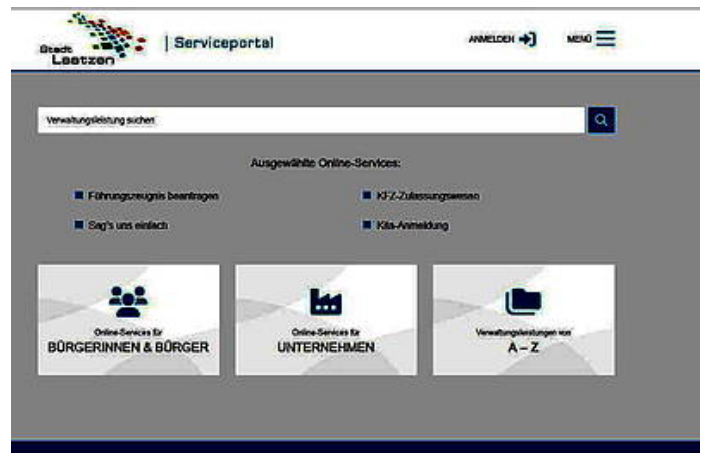 Stadt
Laatzen
| Serviceportal
ANMELDEN
MENÜ
Verwaltungsleistung suchen
Ausgewählte Online-Services:
Führungszeugnis beantragen
KFZ-Zulassungswesen
Sag's uns einfach
Kita-Anmeldung
Online-Services für
BÜRGERINNEN & BÜRGER
Online-Services für
UNTERNEHMEN
Verwaltungsleistungen von
A – Z